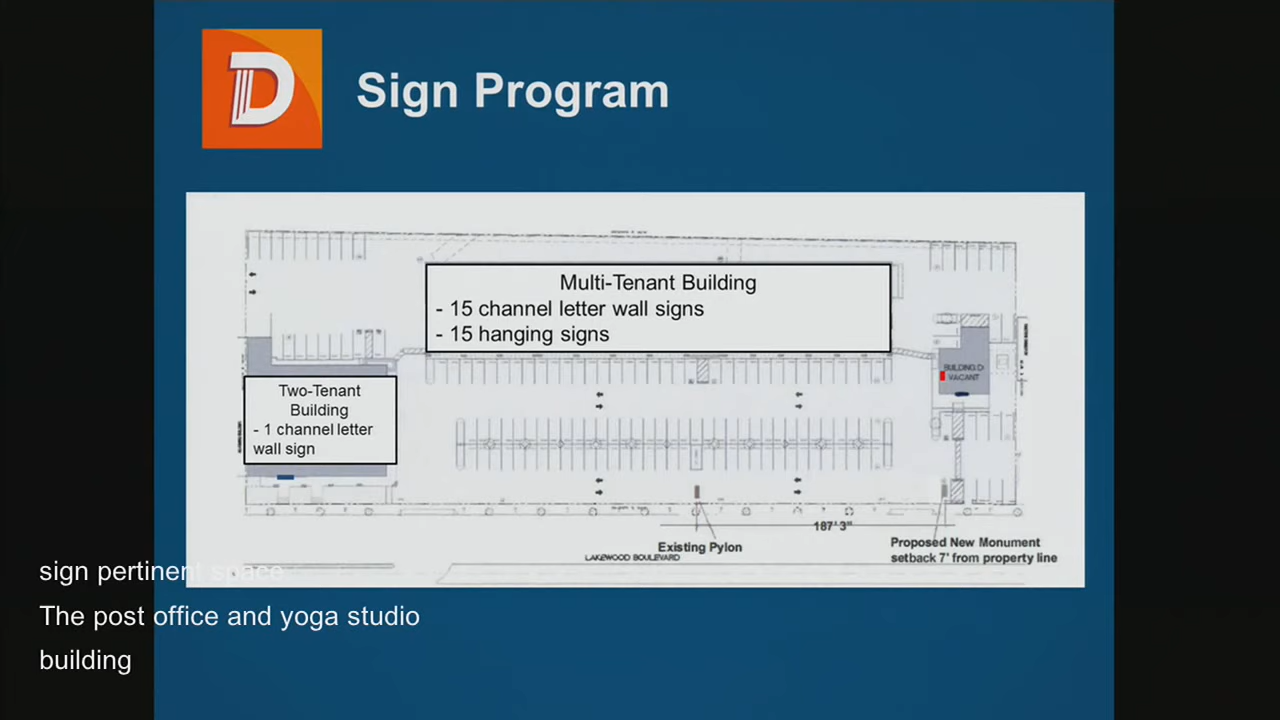 D
Sign Program
Multi-Tenant Building
- 15 channel letter wall signs
- 15 hanging signs
BUILDING D:
VACANT
Two-Tenant
Building
- 1 channel letter
wall sign
187' 3"
Existing Pylon
Proposed New Monument
setback 7' from property line
LAKEWOOD BOULEVARD
sign pertinent space
The post office and yoga studio
building